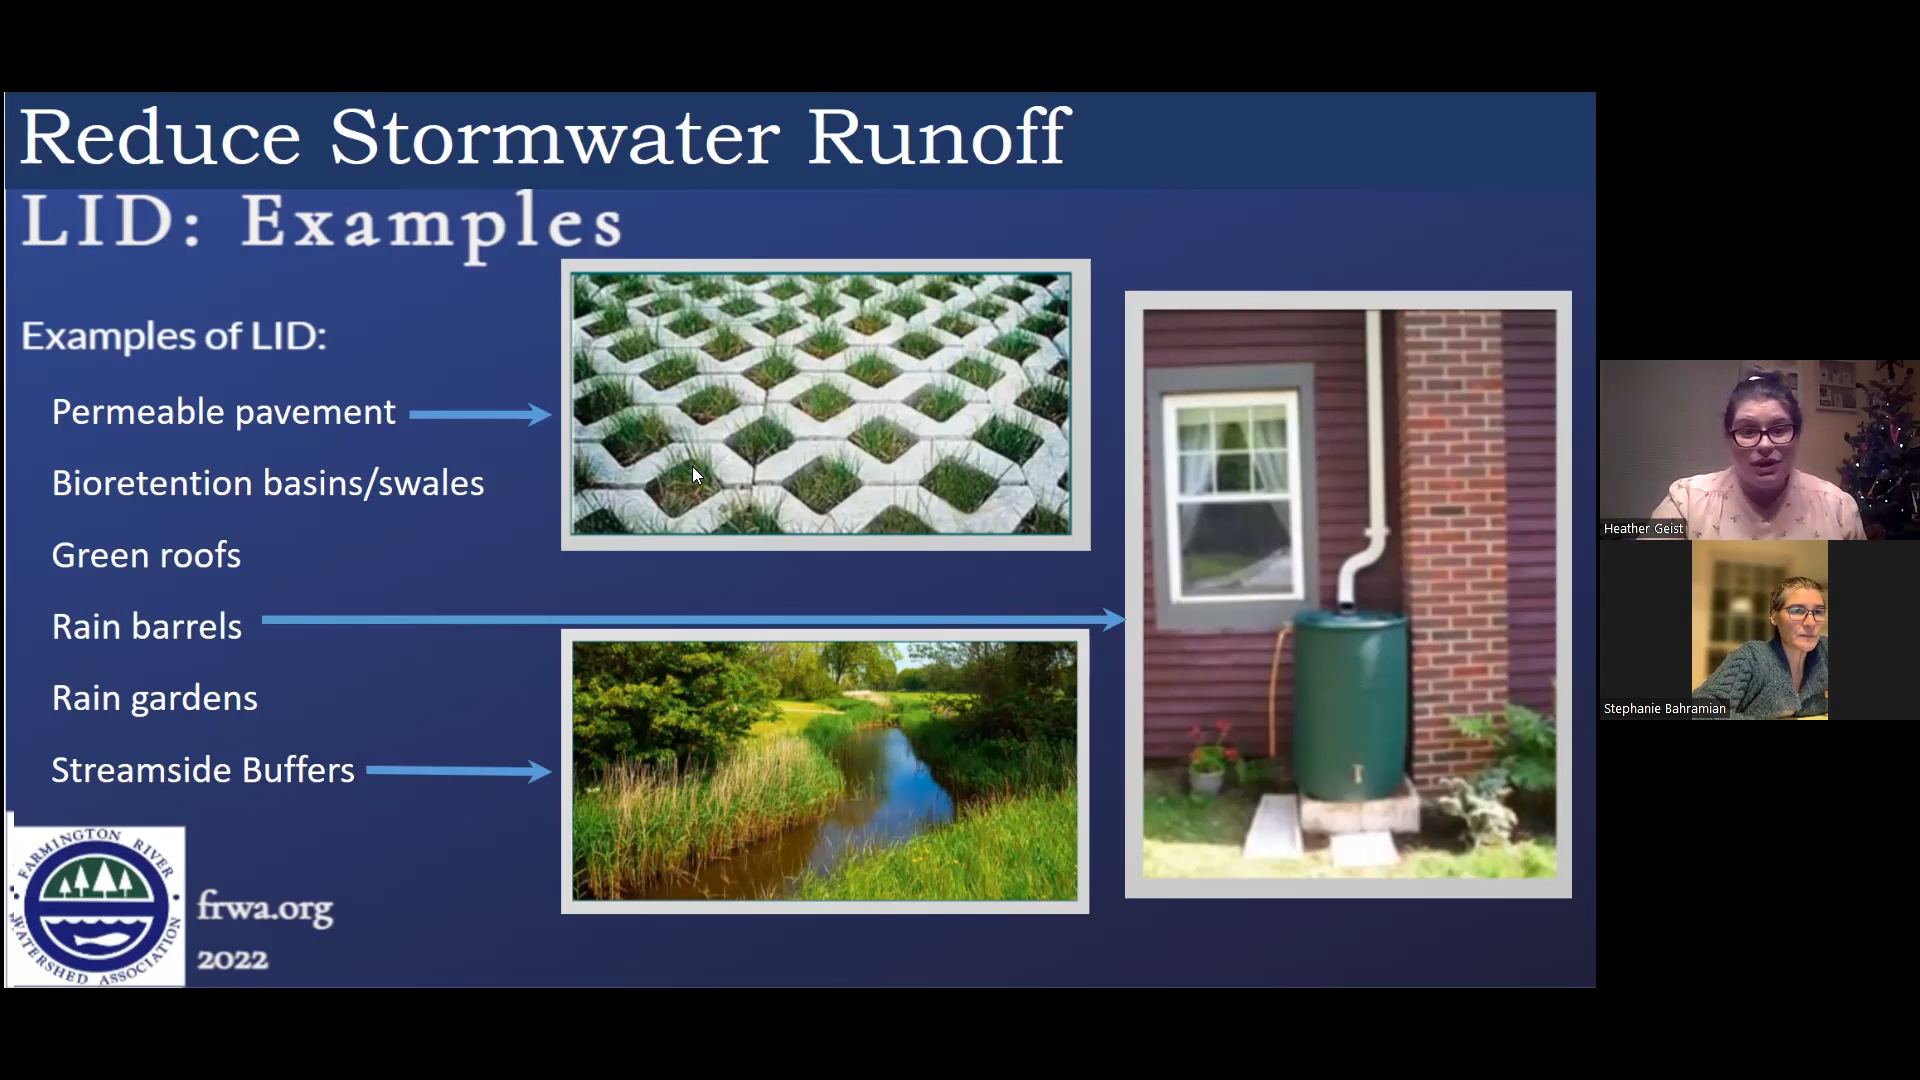 Reduce Stormwater Runoff
LID: Examples
Examples of LID:
Permeable pavement
Bioretention basins/swales
Green roofs
Rain barrels
Rain gardens
Streamside Buffers
FARMINGTON RIVER
WATERSHED ASSOCIATION
frwa.org
2022
Heather Geist
Stephanie Bahramian